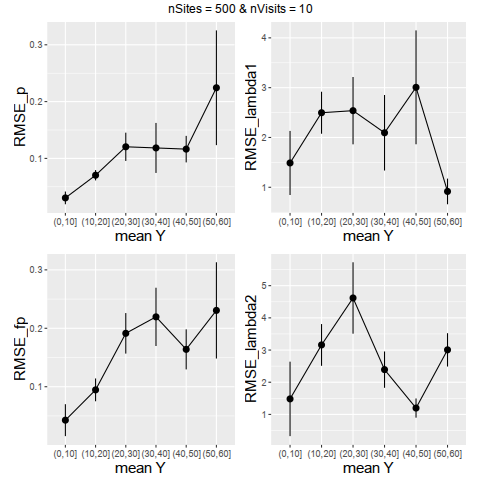 nSites = 500 & nVisits = 10
RMSE_p
0.3
0.2
0.1
(0,10] (10,20] (20,30] (30,40] (40,50] (50,60]
mean Y
RMSE_lambda1
4
3
2
1
(0,10] (10,20] (20,30] (30,40] (40,50] (50,60]
mean Y
RMSE_fp
0.3
0.2
0.1
(0,10] (10,20] (20,30] (30,40] (40,50] (50,60]
mean Y
RMSE_lambda2
5
4
3
2
1
(0,10] (10,20] (20,30] (30,40] (40,50] (50,60]
mean Y